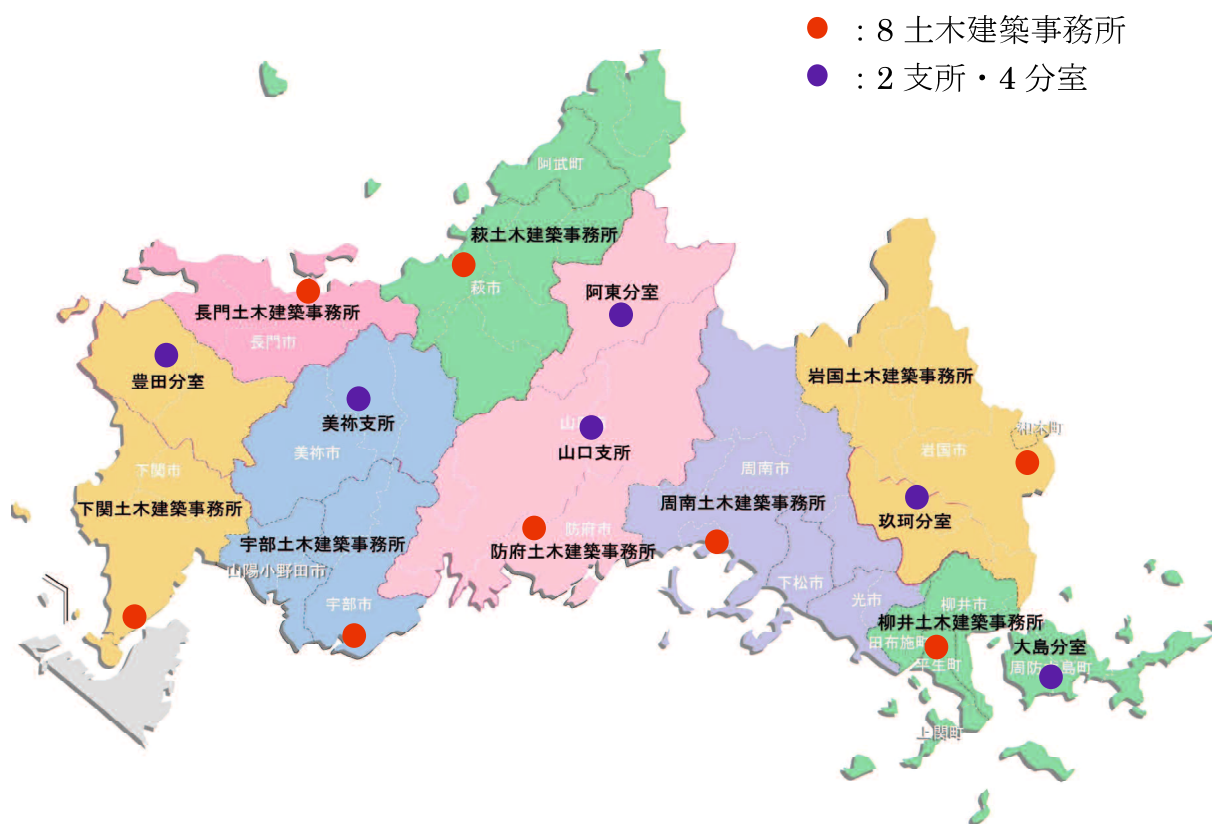 ：8 土木建築事務所
：2 支所・4 分室
阿武町
萩土木建築事務所
萩市
阿東分室
長門土木建築事務所
長門市
豊田分室
岩国土木建築事務所
美祢支所
山口支所
和木町
岩国市
美祢市
下関市
周南市
下関土木建築事務所
周南土木建築事務所
玖珂分室
防府市
宇部土木建築事務所
防府土木建築事務所
山陽小野田市
下松市
宇部市
光市
柳井市
柳井土木建築事務所
田布施町
大島分室
平生町
周防大島町
上関町